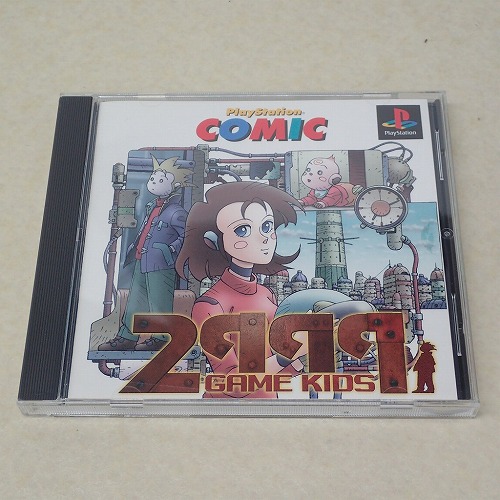 PlayStation
COMIC
PlayStation
2999
GAME KIDS